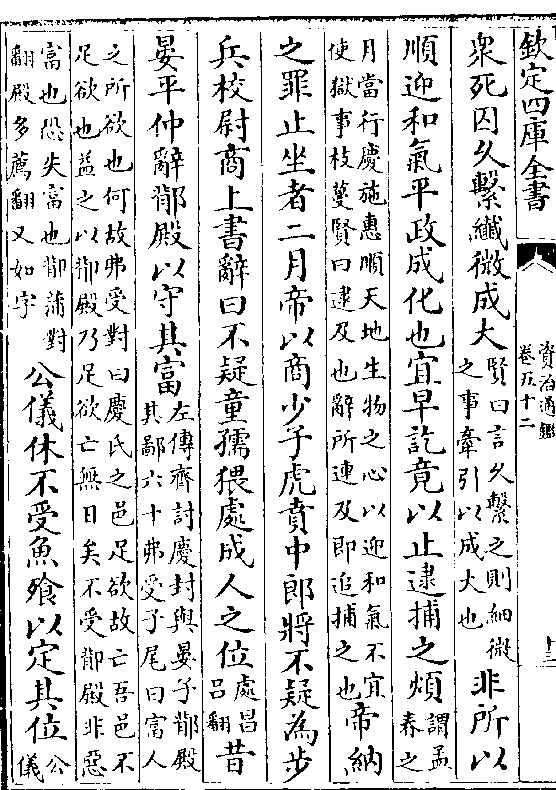 欽定四庫全書
資治通鑑
卷五十二
十三
衆死囚久繫纎微成大
賢曰言久繫之則細微
之事牽引以成大也
非所以
順迎和氣平政成化也宜早訖竟以止逮捕之煩
謂孟
春之
月當行慶施惠順天地生物之心以迎和氣不宜
使獄事枝蔓賢曰逮及也辭所連及即追捕之也
帝納
之罪止坐者二月帝以商少子虎賁中郎將不疑為步
兵校尉商上書辭曰不疑童孺猥處成人之位
處昌
呂翻
昔
晏平仲辭鄁殿以守其富
左傳齊討慶封與晏子鄁殿
其鄙六十弗受子尾曰富人
之所欲也何故弗受對曰慶氏之邑足欲故亡吾邑不
足欲也益之以鄁殿乃足欲亡無日矣不受鄁殿非惡
富也恐失富也鄁蒲對
翻殿多薦翻又如字
公儀休不受魚飱以定其位
公
儀